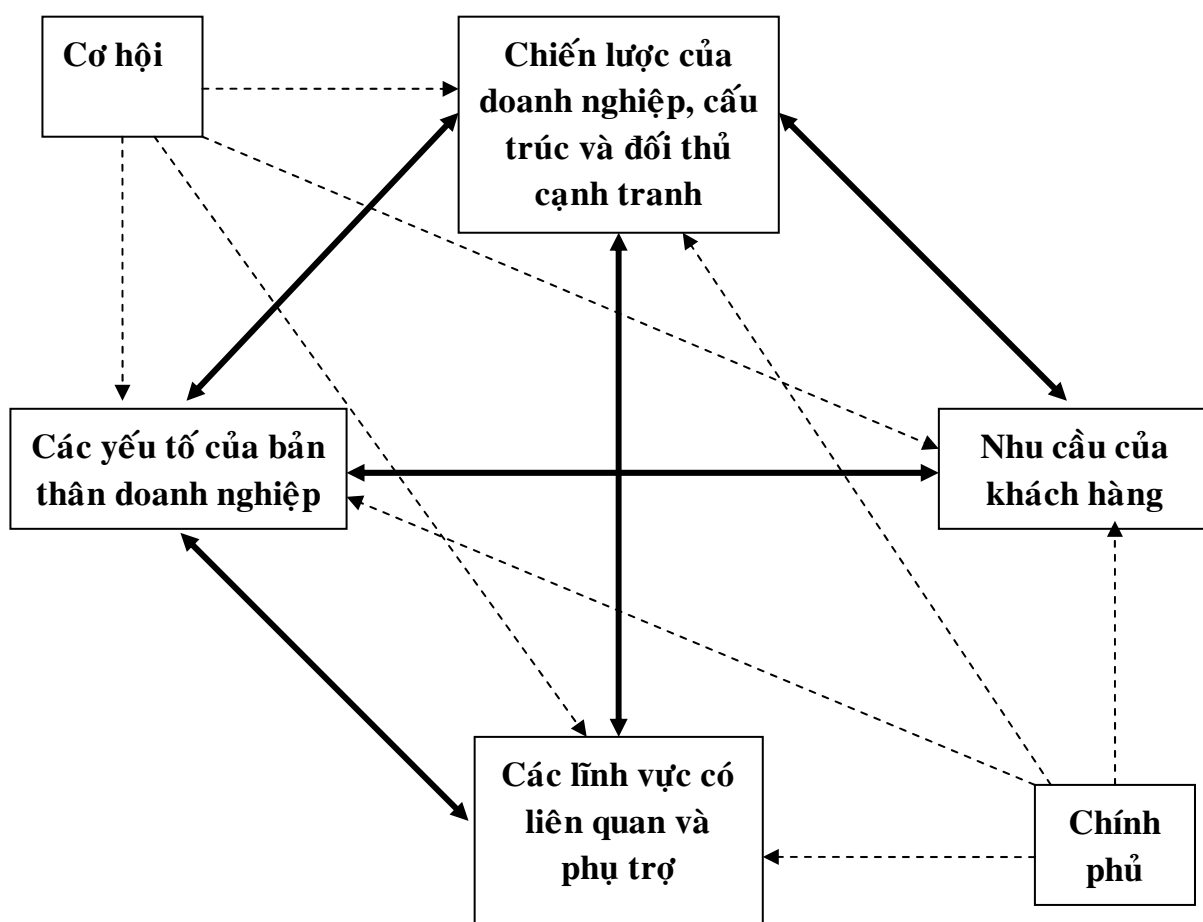 Cơ hội
Chiến lược của
doanh nghiệp, cấu
trúc và đối thủ
cạnh tranh
Các yếu tố của bản
thân doanh nghiệp
Nhu cầu của
khách hàng
Các lĩnh vực có
liên quan và
phụ trợ
Chính
phủ